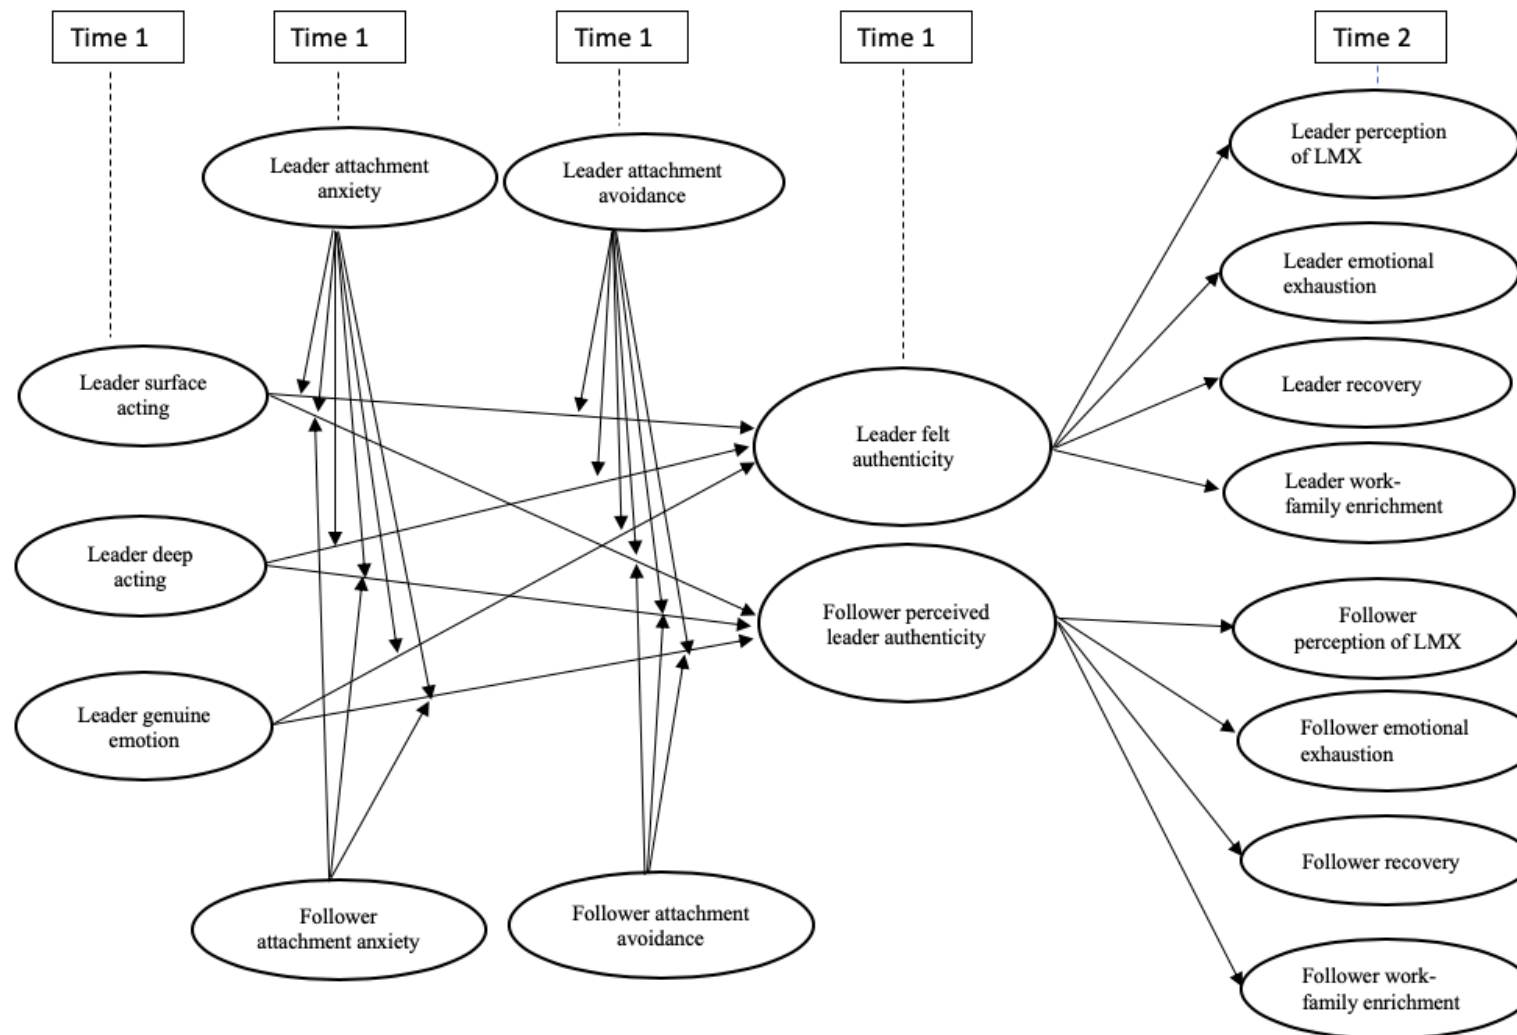 Time 1
Time 1
Time 1
Time 1
Time 2
Leader attachment
anxiety
Leader attachment
avoidance
Leader perception
of LMX
Leader emotional
exhaustion
Leader surface
acting
Leader recovery
Leader felt
authenticity
Leader work-
family enrichment
Leader deep
acting
Follower perceived
leader authenticity
Follower
perception of LMX
Leader genuine
emotion
Follower emotional
exhaustion
Follower recovery
Follower
attachment anxiety
Follower attachment
avoidance
Follower work-
family enrichment